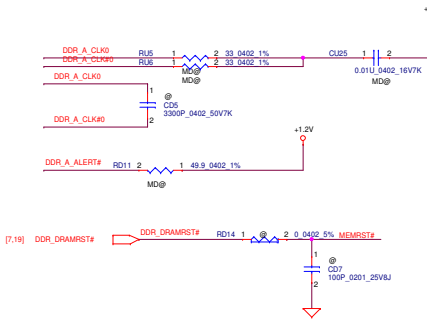 +
DDR_A_CLK0 RU5 1 2 33_0402_1% CU25 1 2
DDR_A_CLK#0 RU6 1 2 33_0402_1%
MD@
MD@
0.01U_0402_16V7K
MD@
DDR_A_CLK0
1
@
CD5
3300P_0402_50V7K
2
DDR_A_CLK#0
+1.2V
DDR_A_ALERT# RD11 2 1 49.9_0402_1%
MD@
[7,19] DDR_DRAMRST# DDR_DRAMRST# RD14 1 @ 2 0_0402_5% MEMRST#
1
@
CD7
100P_0201_25V8J
2